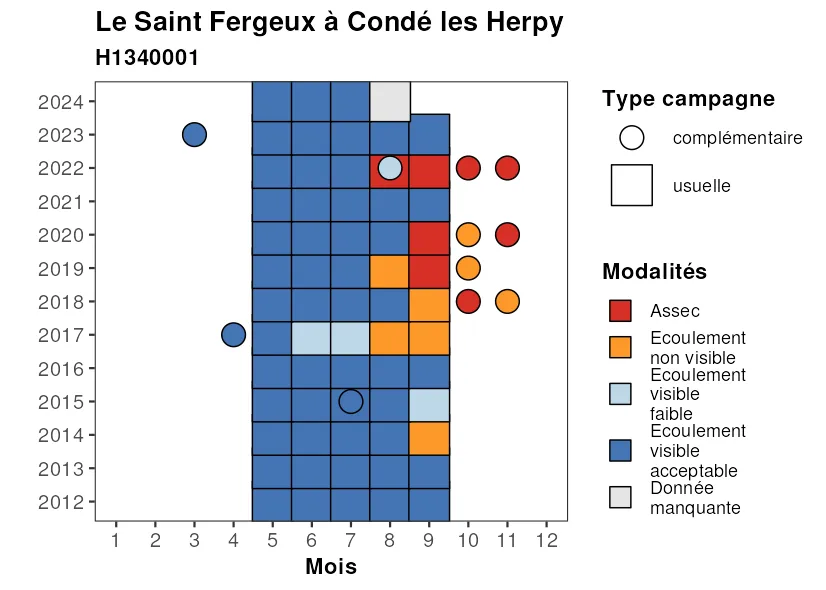 Le Saint Fergeux à Condé les Herpy
H1340001
2024
2023
2022
2021
2020
2019
2018
2017
2016
2015
2014
2013
2012
1 2 3 4 5 6 7 8 9 10 11 12
Mois
Type campagne
complémentaire
usuelle
Modalités
Assec
Ecoulement
non visible
Ecoulement
visible
faible
Ecoulement
visible
acceptable
Donnée
manquante